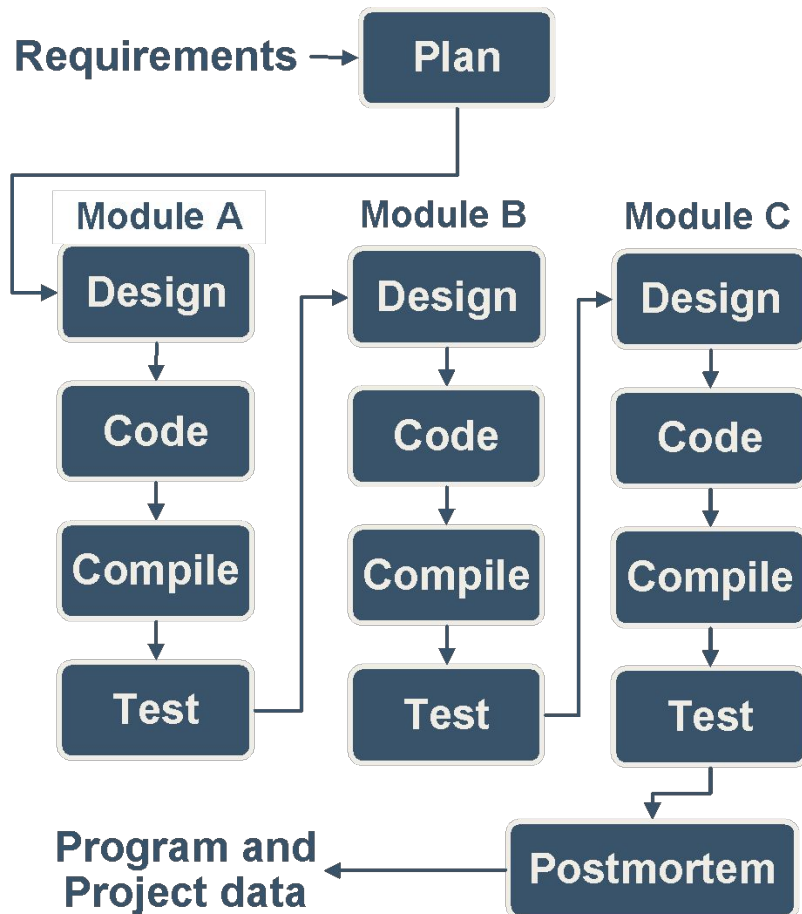 Requirements
Plan
Module A
Design
Code
Compile
Test
Module B
Design
Code
Compile
Test
Module C
Design
Code
Compile
Test
Postmortem
Program and
Project data